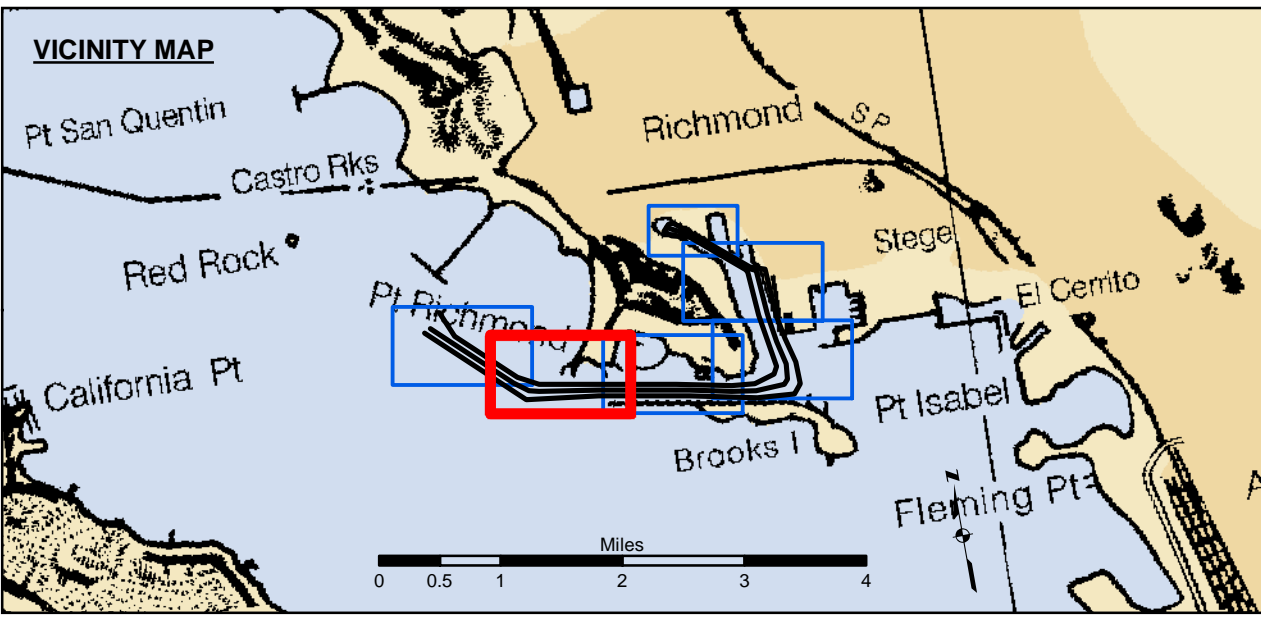 VICINITY MAP
Pt San Quentin
Richmond
S P
Castro Rks
Stege
Red Rock
El Cerrito
Pt Richmond
California Pt
Pt Isabel
Brooks I
Fleming Pt
A
N
Miles
0 0.5 1 2 3 4